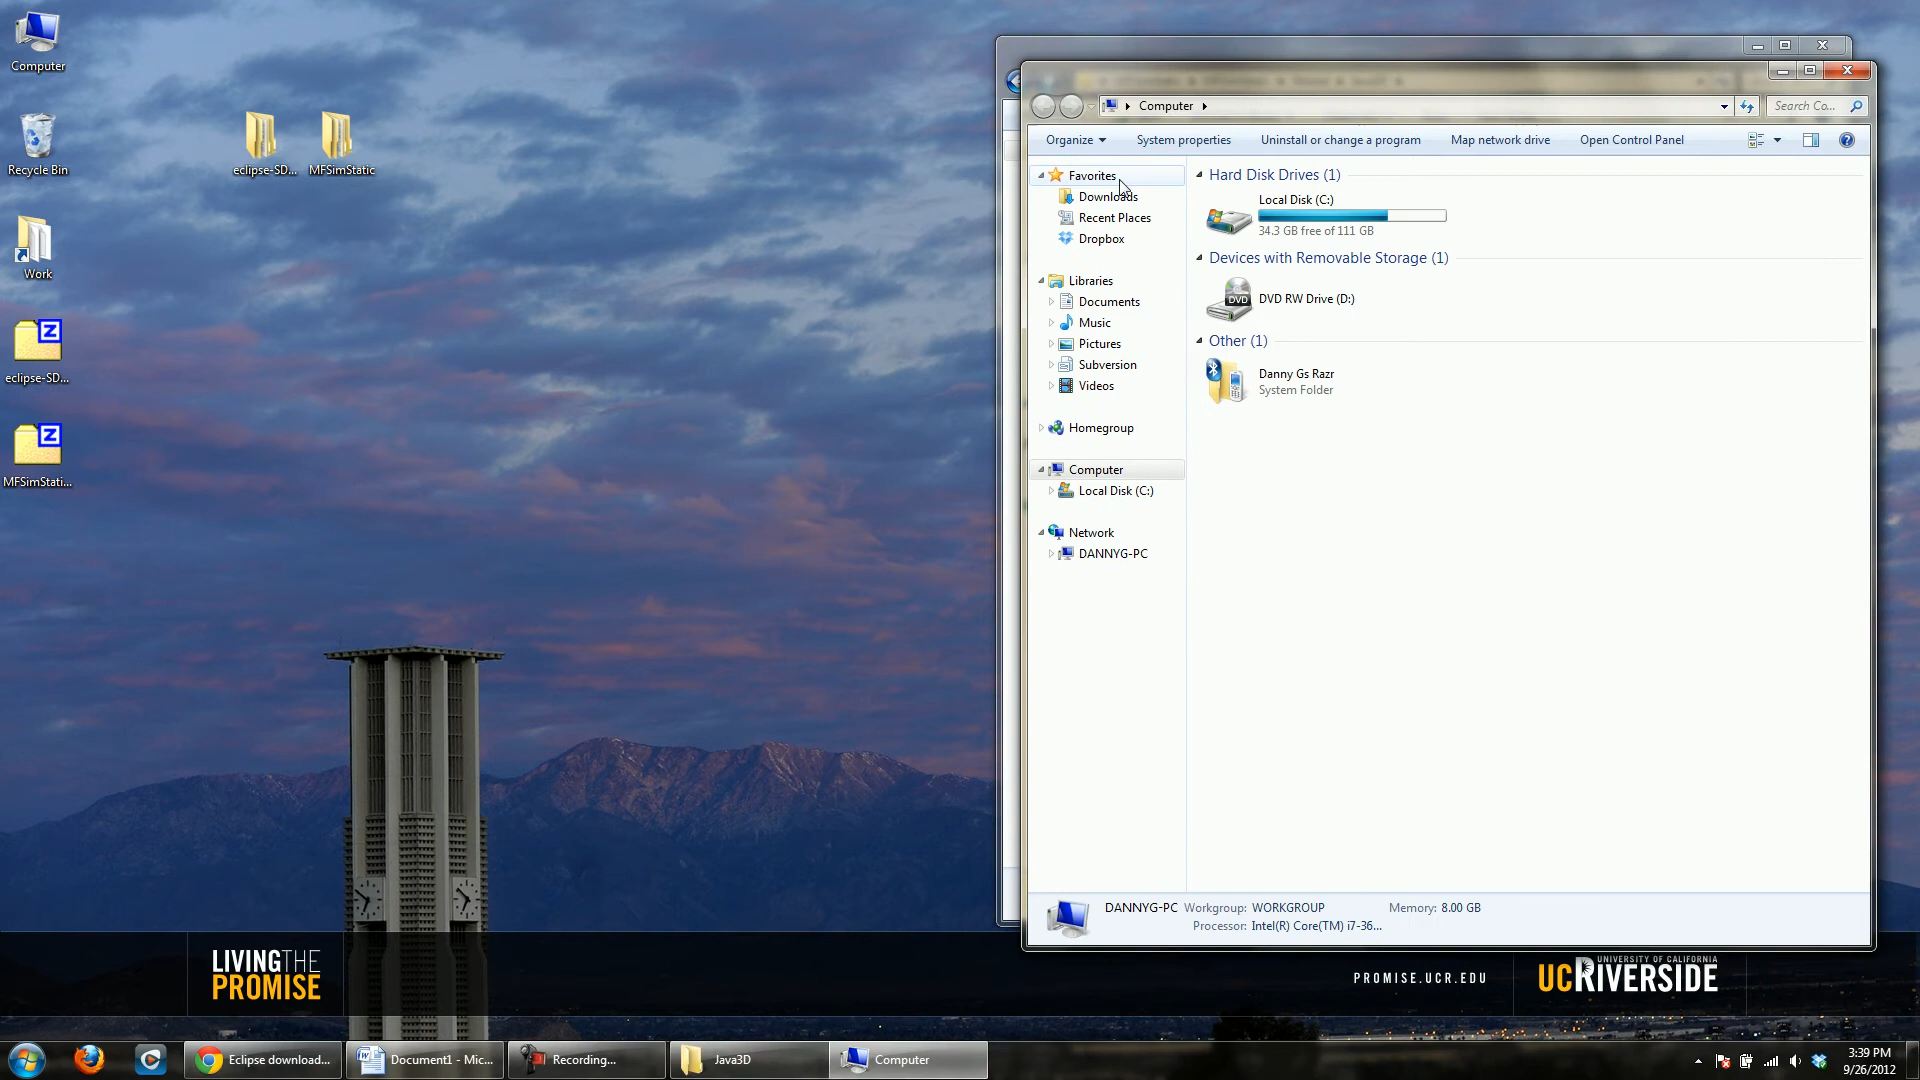 Computer
Recycle Bin
Work
eclipse-SD...
MFSimStati...
eclipse-SD...
MFSimStatic
Computer
Search Co...
Organize
System properties
Uninstall or change a program
Map network drive
Open Control Panel
Favorites
Downloads
Recent Places
Dropbox
Libraries
Documents
Music
Pictures
Subversion
Videos
Homegroup
Computer
Local Disk (C:)
Network
DANNYG-PC
Hard Disk Drives (1)
Local Disk (C:)
34.3 GB free of 111 GB
Devices with Removable Storage (1)
DVD
DVD RW Drive (D:)
Other (1)
Danny Gs Razr
System Folder
DANNYG-PC Workgroup: WORKGROUP Memory: 8.00 GB
Processor: Intel(R) Core(TM) i7-36...
LIVING THE
PROMISE
PROMISE.UCR.EDU
UNIVERSITY OF CALIFORNIA
UCRIVERSIDE
Eclipse download...
Document1 - Mic...
Recording...
Java3D
Computer
3:39 PM
9/26/2012